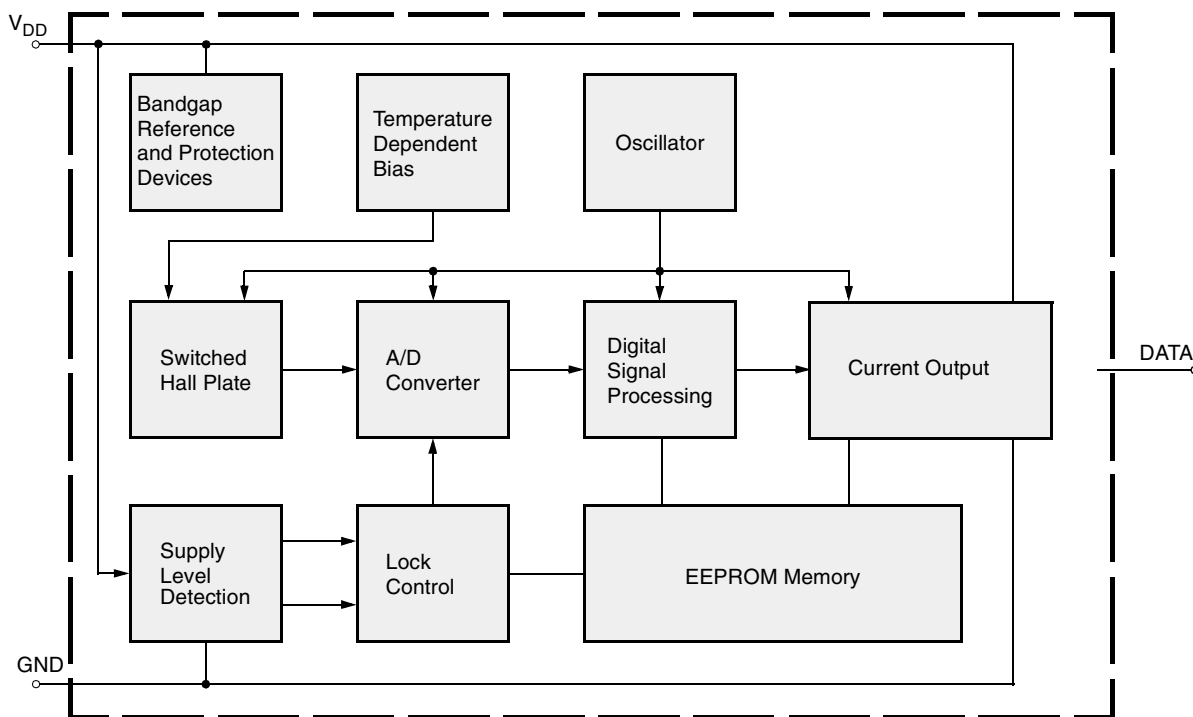 VDD
Bandgap
Reference
and Protection
Devices
Temperature
Dependent
Bias
Oscillator
Switched
Hall Plate
A/D
Converter
Digital
Signal
Processing
Current Output
DATA
Supply
Level
Detection
Lock
Control
EEPROM Memory
GND